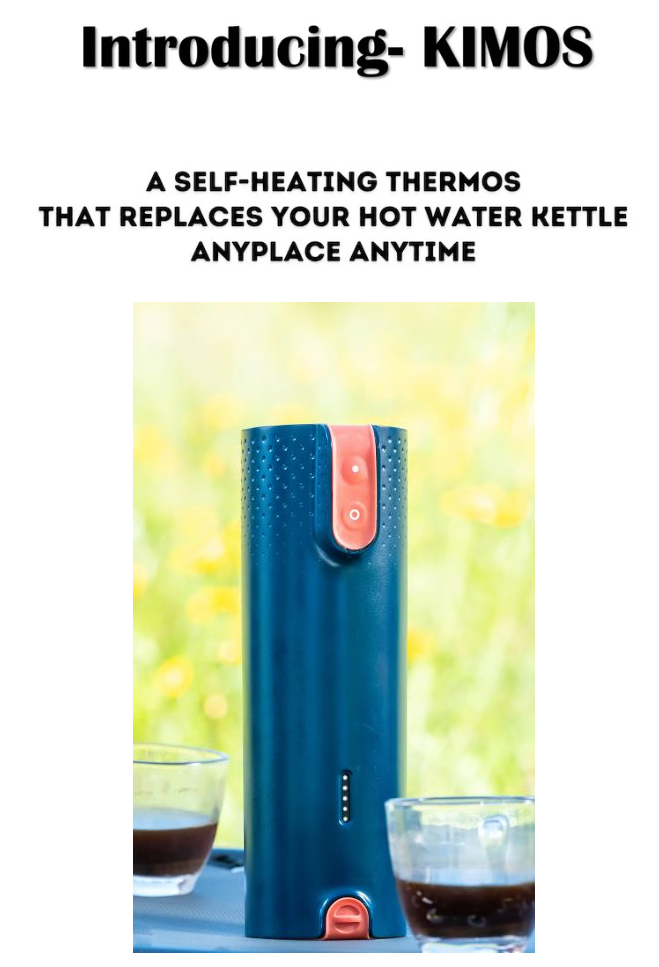 Introducing- KIMOS
A SELF-HEATING THERMOS
THAT REPLACES YOUR HOT WATER KETTLE
ANYPLACE ANYTIME